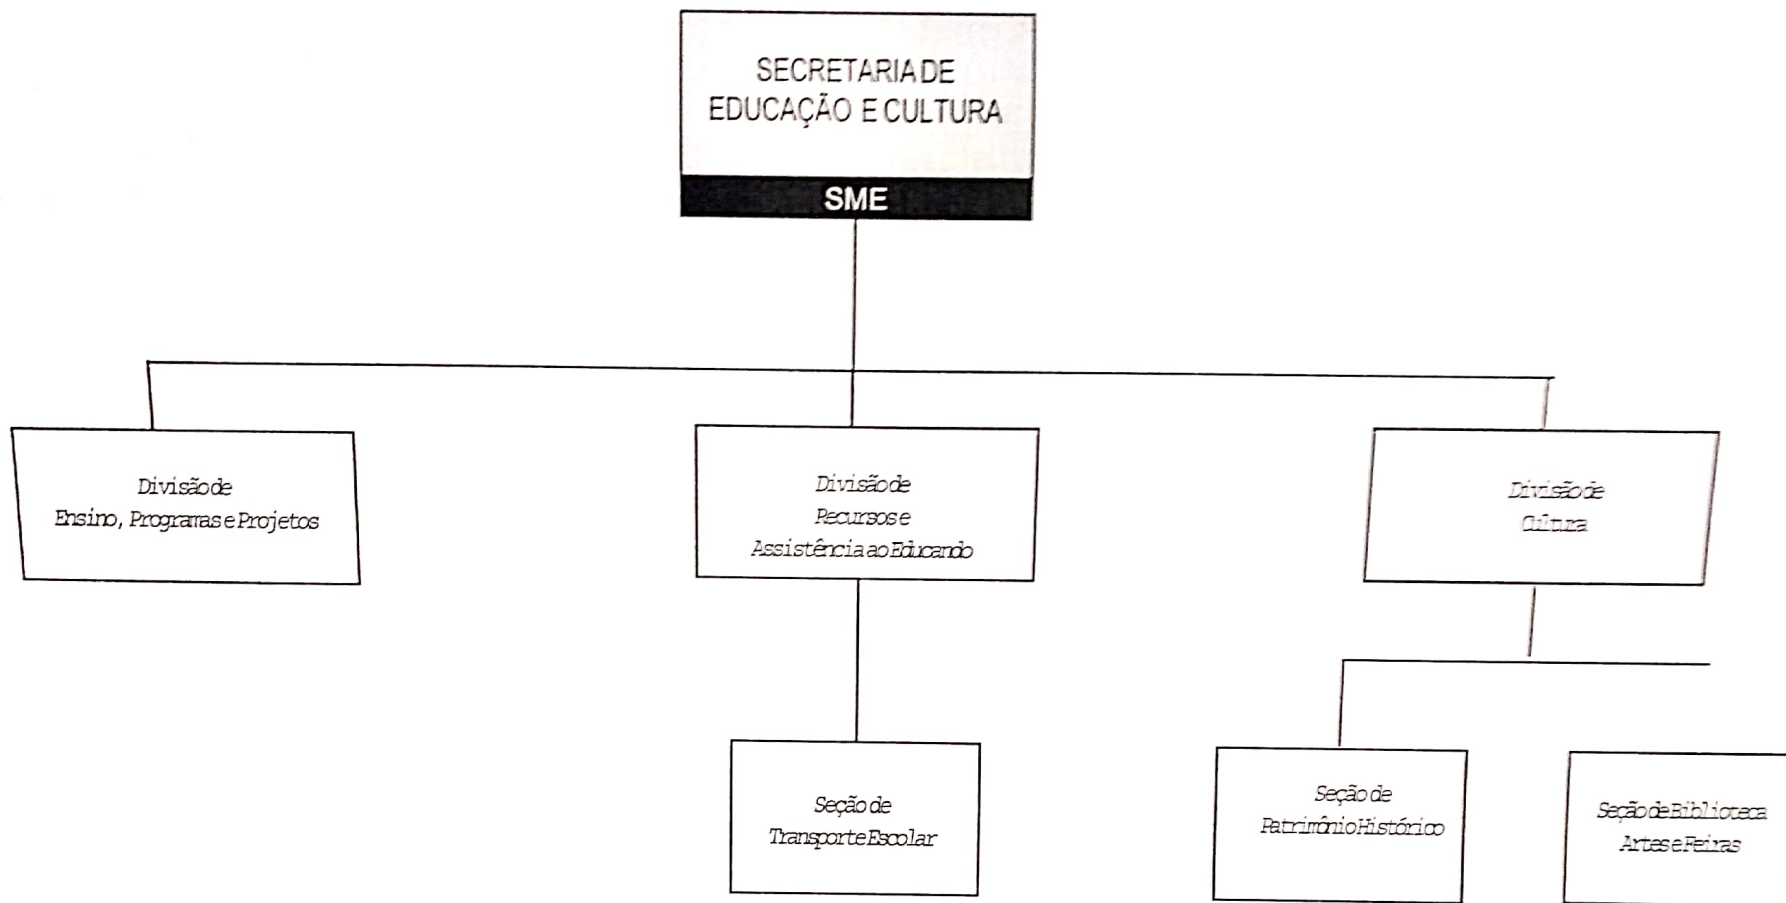 SECRETARIA DE
EDUCAÇÃO E CULTURA
SME
Divisão de
Ensino, Programas e Projetos
Divisão de
Recursos e
Assistência ao Educando
Divisão de
Cultura
Seção de
Transporte Escolar
Seção de
Patrimônio Histórico
Seção de Biblioteca
Artes e Feiras